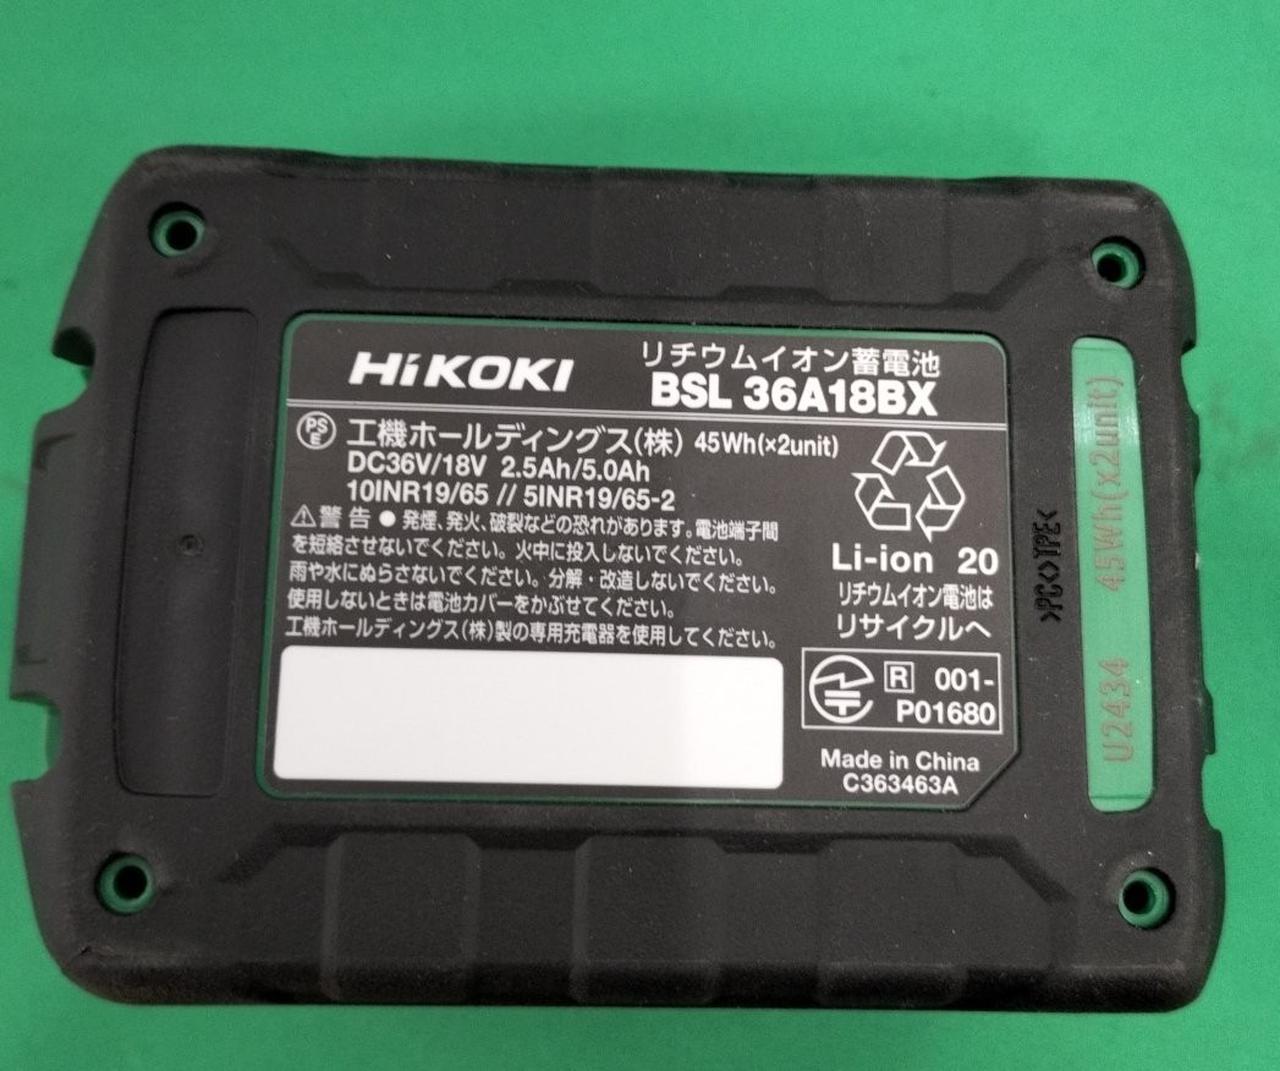 HiKOKI
リチウムイオン蓄電池
BSL 36A18BX
PSE 工機ホールディングス(株) 45Wh(×2unit)
DC36V/18V 2.5Ah/5.0Ah
10INR19/65 // 5INR19/65-2
⚠警告 ● 発煙、発火、破裂などの恐れがあります。電池端子間
を短絡させないでください。火中に投入しないでください。
雨や水にぬらさないでください。分解・改造しないでください。
使用しないときは電池カバーをかぶせてください。
工機ホールディングス(株)製の専用充電器を使用してください。
Li-ion 20
リチウムイオン電池は
リサイクルへ
R 001-
P01680
Made in China
C363463A
>PC<>TPE<
U2434 45Wh(x2unit)